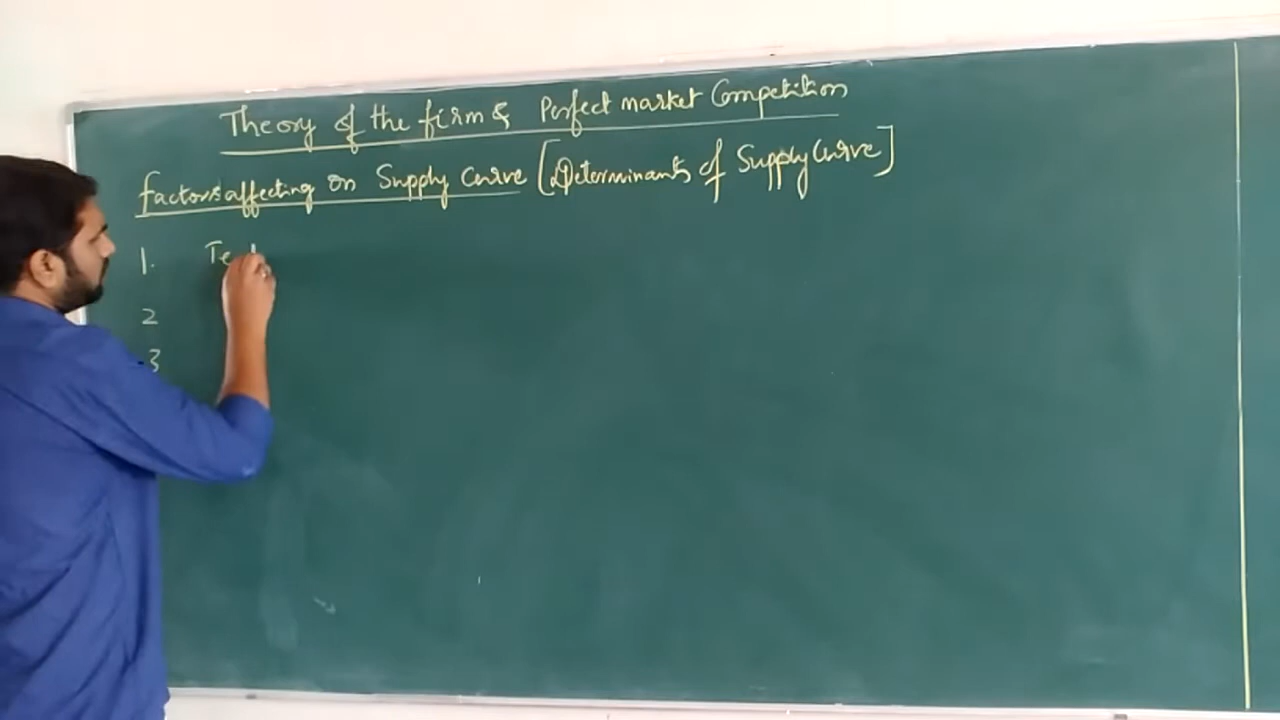 Theory of the firm & Perfect market Competition
factors affecting on Supply Curve [Determinants of Supply Curve]
1. Te
2
3